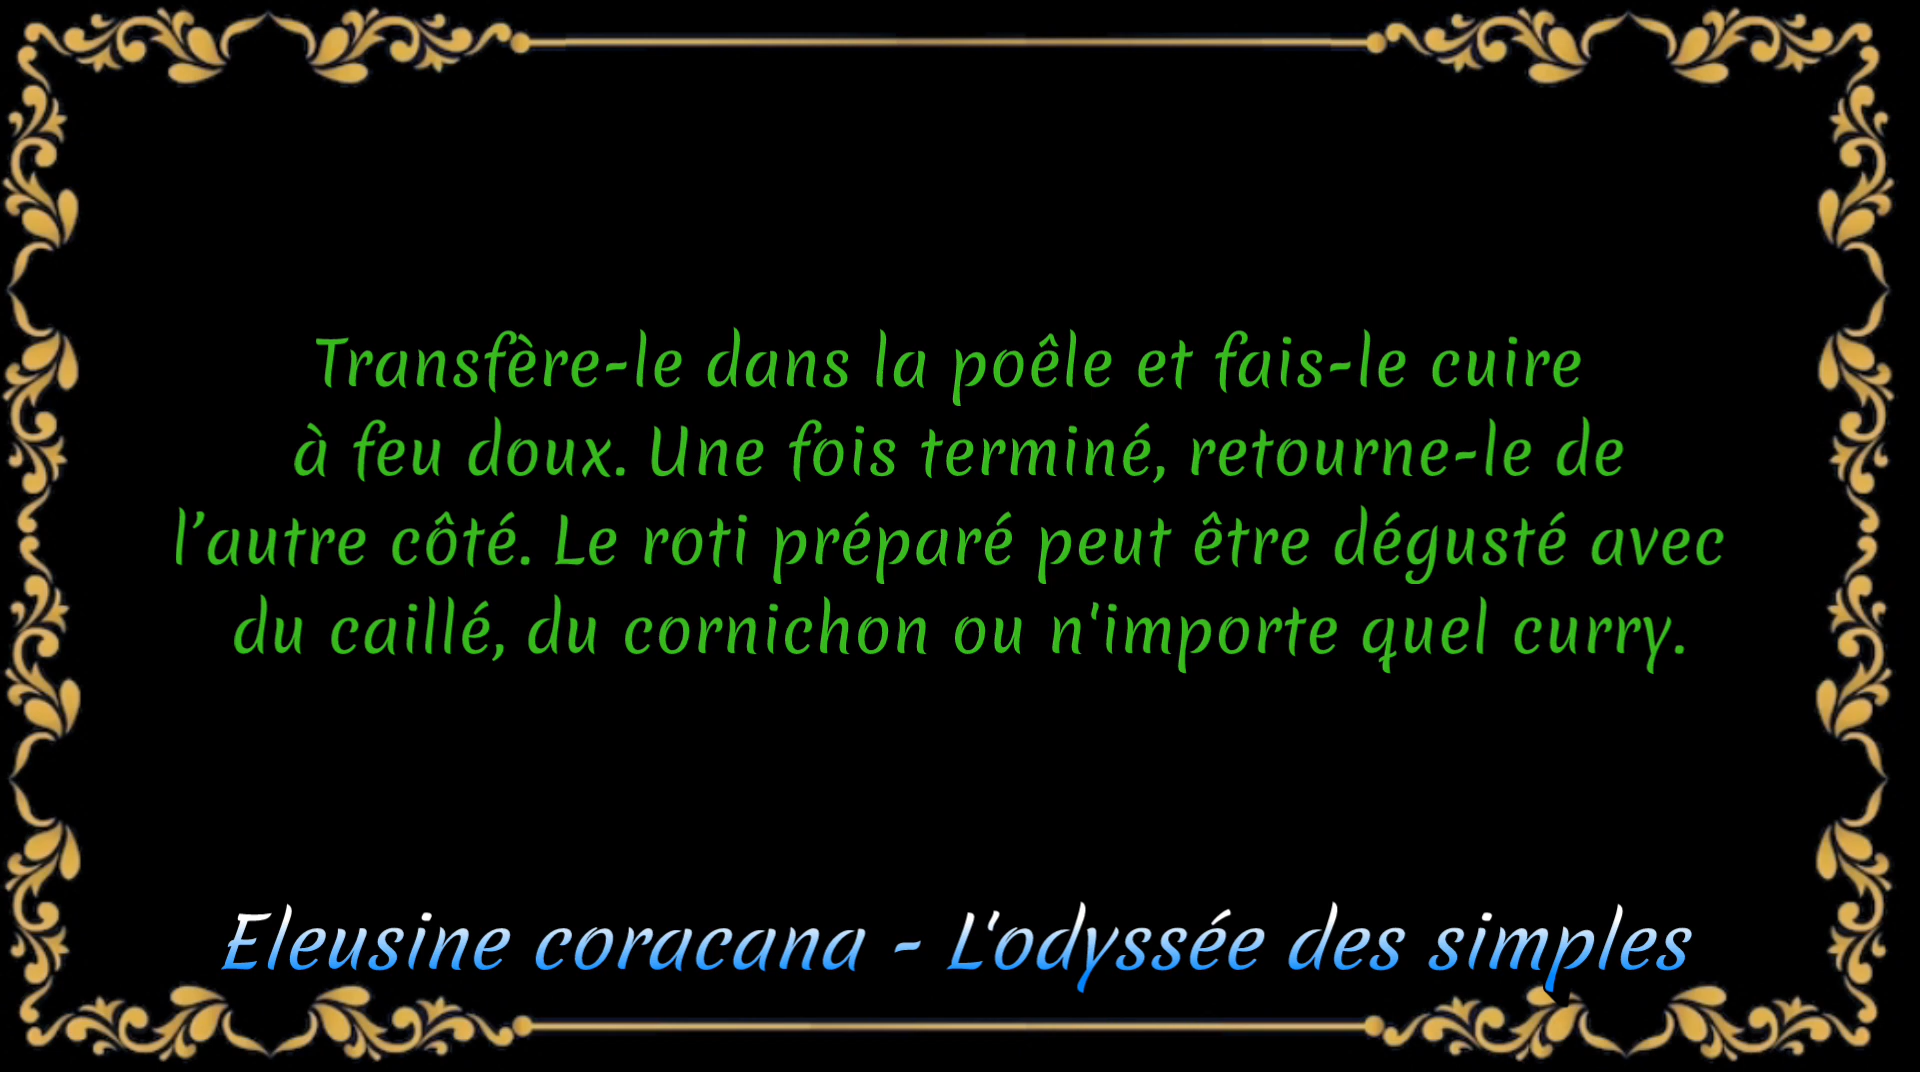 Transfère-le dans la poêle et fais-le cuire
à feu doux. Une fois terminé, retourne-le de
l’autre côté. Le roti préparé peut être dégusté avec
du caillé, du cornichon ou n'importe quel curry.
Eleusine coracana - L'odyssée des simples